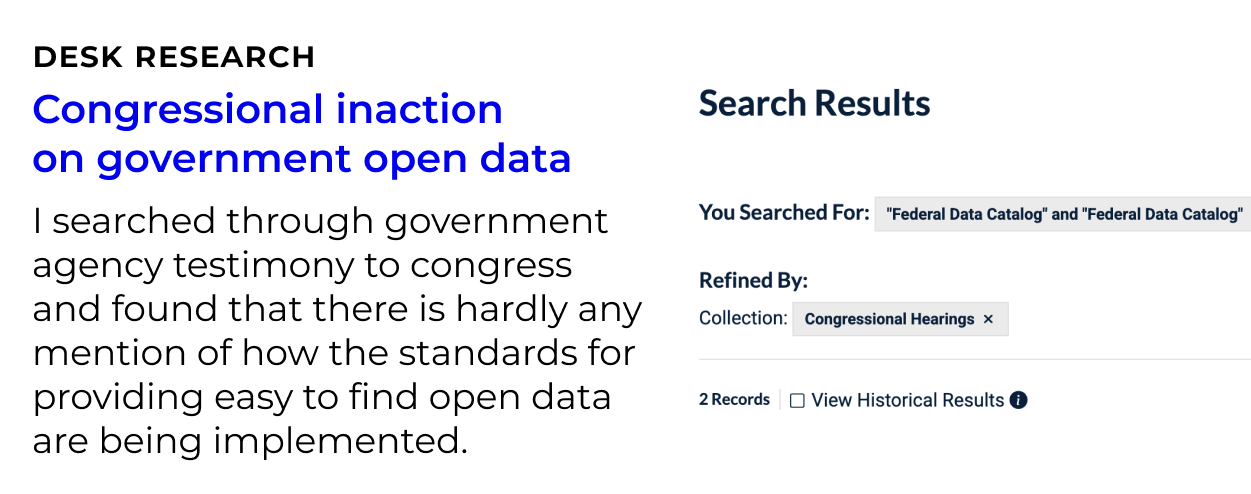 DESK RESEARCH
Congressional inaction
on government open data
I searched through government
agency testimony to congress
and found that there is hardly any
mention of how the standards for
providing easy to find open data
are being implemented.
Search Results
You Searched For: "Federal Data Catalog" and "Federal Data Catalog"
Refined By:
Collection: Congressional Hearings ×
2 Records View Historical Results i